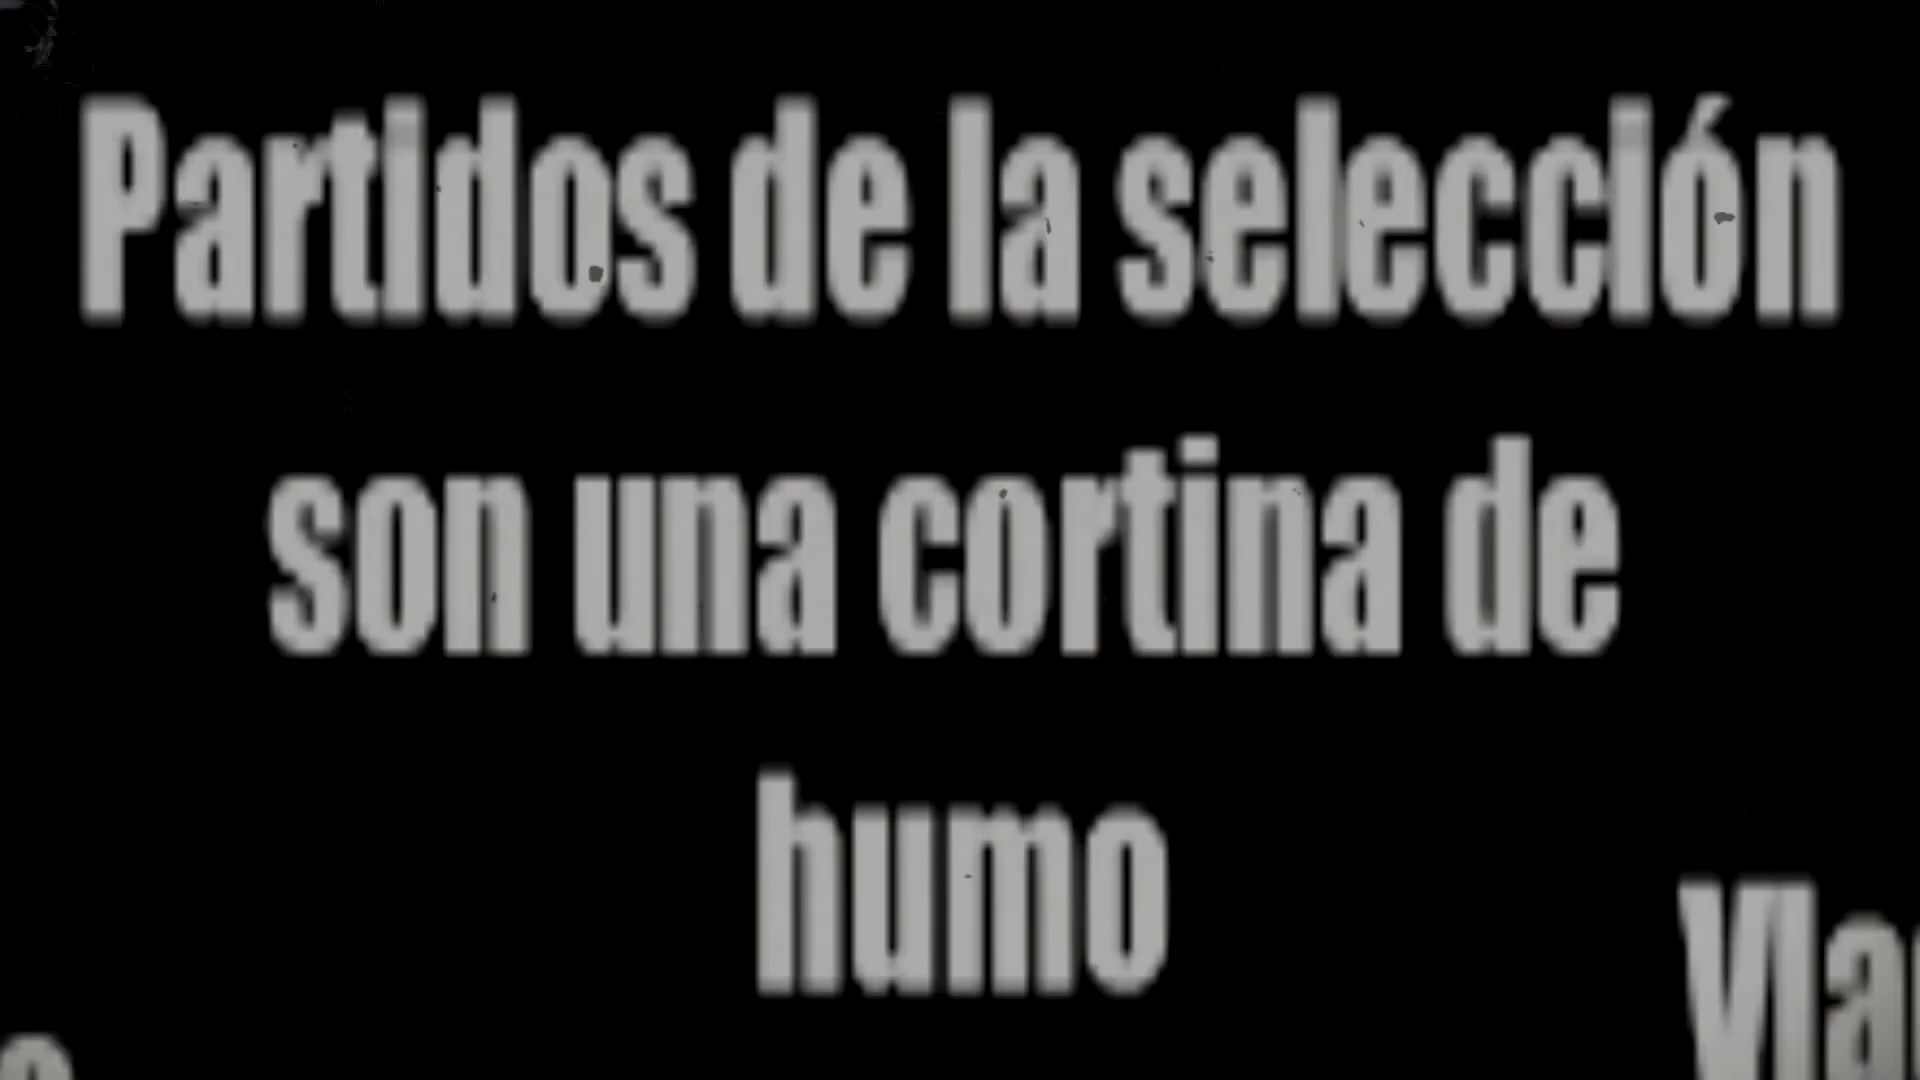 Partidos de la selección
son una cortina de
humo